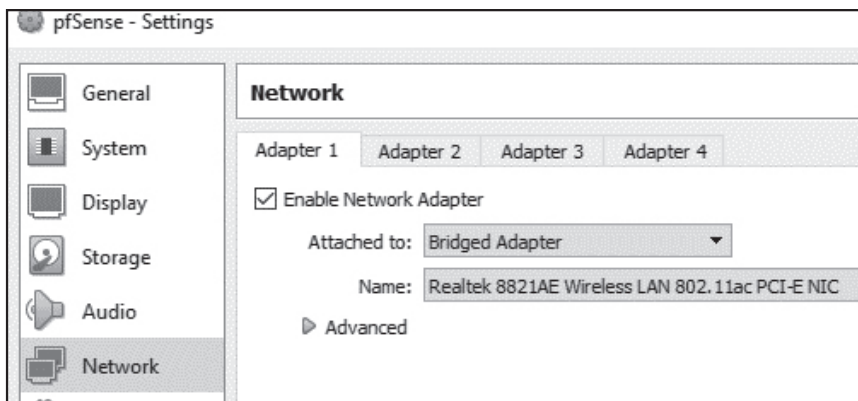 pfSense - Settings
General
System
Display
Storage
Audio
Network
Network
Adapter 1 Adapter 2 Adapter 3 Adapter 4
Enable Network Adapter
Attached to: Bridged Adapter
Name: Realtek 8821AE Wireless LAN 802.11ac PCI-E NIC
Advanced